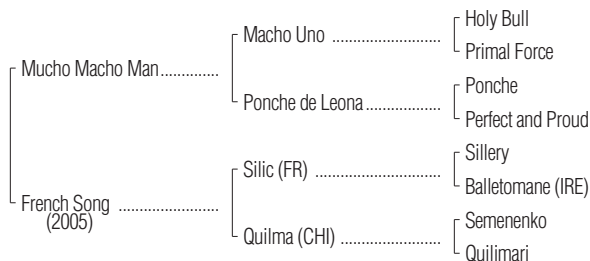 Holy Bull
Macho Uno ............................
Primal Force
Mucho Macho Man...............
Ponche
Ponche de Leona...................
Perfect and Proud
Sillery
Silic (FR) ................................
Balletomane (IRE)
French Song ..........................
(2005)
Semenenko
Quilma (CHI) .........................
Quilimari